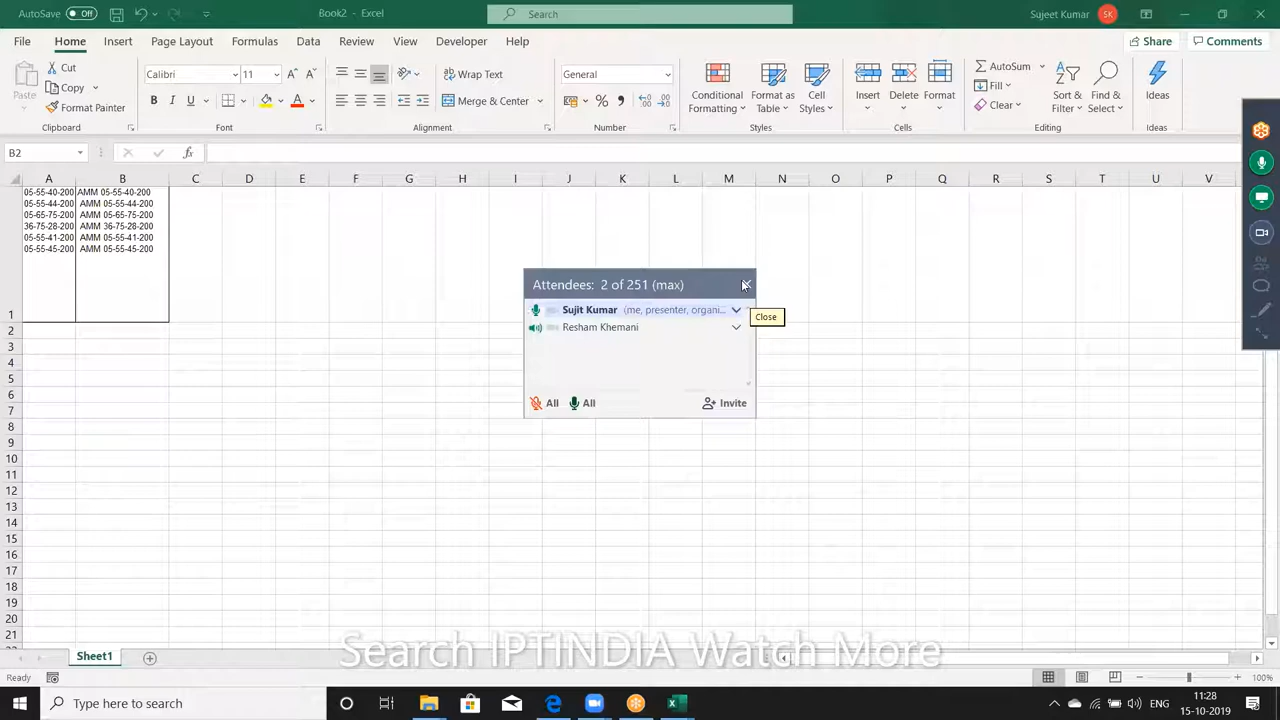 AutoSave Off Book2 - Excel Search Sujeet Kumar SK
File Home Insert Page Layout Formulas Data Review View Developer Help Share Comments
Paste Cut Copy Format Painter
Calibri 11 Wrap Text General
B I U A Merge & Center % ,
Conditional Formatting Format as Table Cell Styles Insert Delete Format
AutoSum Fill Clear Sort & Filter Find & Select Ideas
Clipboard Font Alignment Number Styles Cells Editing Ideas
B2 fx
A B C D E F G H I J K L M N O P Q R S T U V
05-55-40-200 AMM 05-55-40-200
05-55-44-200 AMM 05-55-44-200
05-65-75-200 AMM 05-65-75-200
36-75-28-200 AMM 36-75-28-200
05-55-41-200 AMM 05-55-41-200
05-55-45-200 AMM 05-55-45-200
1
2
3
4
5
6
7
8
9
10
11
12
13
14
15
16
17
18
19
20
21
Attendees: 2 of 251 (max)
Sujit Kumar (me, presenter, organi...
Close
Resham Khemani
All All Invite
Search IPTINDIA Watch More
Sheet1
Ready 100%
Type here to search ENG 11:28
15-10-2019